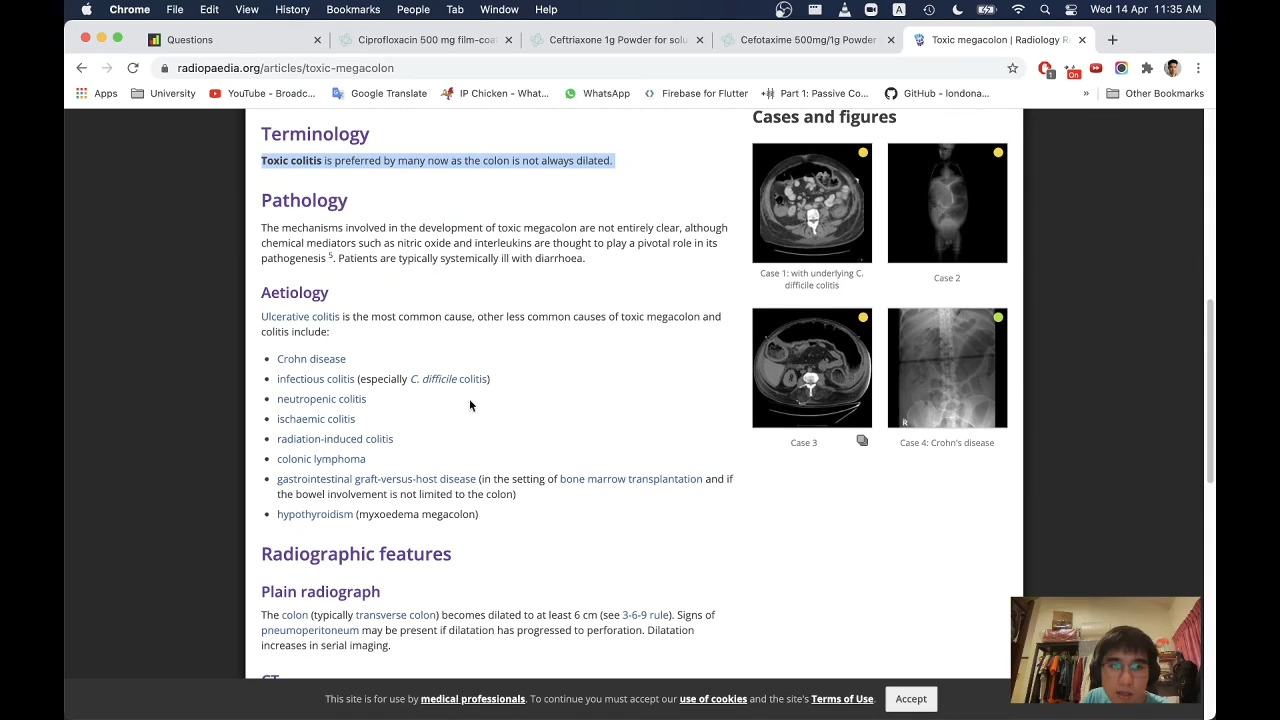 Chrome File Edit View History Bookmarks People Tab Window Help
A
Wed 14 Apr 11:35 AM
Questions
Ciprofloxacin 500 mg film-coat
Ceftriaxone 1g Powder for solu
Cefotaxime 500mg/1g Powder
Toxic megacolon | Radiology Re
radiopaedia.org/articles/toxic-megacolon
1
On
Apps
University
YouTube - Broadc...
Google Translate
IP Chicken - What...
WhatsApp
Firebase for Flutter
Part 1: Passive Co...
GitHub - londona...
»
Other Bookmarks
Terminology
Toxic colitis is preferred by many now as the colon is not always dilated.
Pathology
The mechanisms involved in the development of toxic megacolon are not entirely clear, although
chemical mediators such as nitric oxide and interleukins are thought to play a pivotal role in its
pathogenesis 5. Patients are typically systemically ill with diarrhoea.
Aetiology
Ulcerative colitis is the most common cause, other less common causes of toxic megacolon and
colitis include:
• Crohn disease
• infectious colitis (especially C. difficile colitis)
• neutropenic colitis
• ischaemic colitis
• radiation-induced colitis
• colonic lymphoma
• gastrointestinal graft-versus-host disease (in the setting of bone marrow transplantation and if
the bowel involvement is not limited to the colon)
• hypothyroidism (myxoedema megacolon)
Radiographic features
Plain radiograph
The colon (typically transverse colon) becomes dilated to at least 6 cm (see 3-6-9 rule). Signs of
pneumoperitoneum may be present if dilatation has progressed to perforation. Dilatation
increases in serial imaging.
CT
Cases and figures
Case 1: with underlying C.
difficile colitis
Case 2
Case 3
R
Case 4: Crohn's disease
This site is for use by medical professionals. To continue you must accept our use of cookies and the site's Terms of Use.
Accept